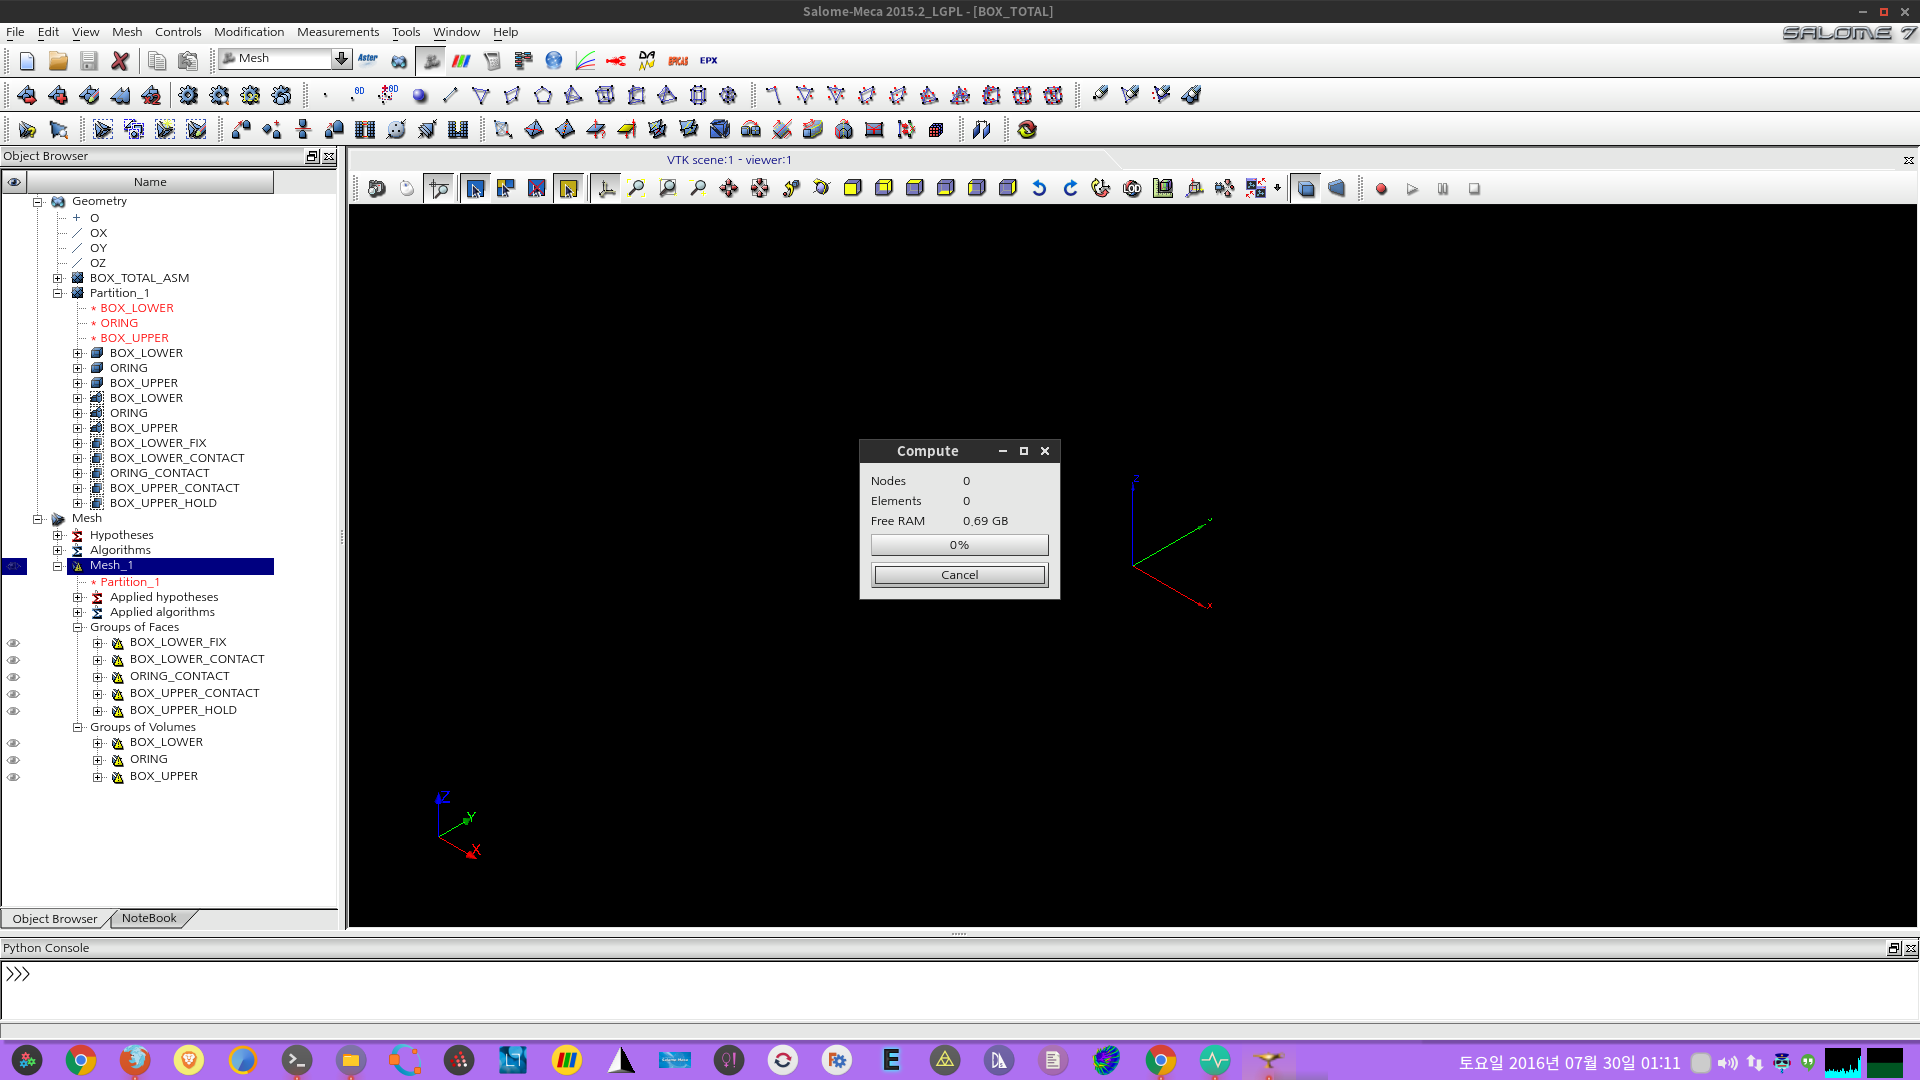 Salome-Meca 2015.2_LGPL - [BOX_TOTAL]
File Edit View Mesh Controls Modification Measurements Tools Window Help
SALOME 7
Mesh
Aster
EFICAS
EPX
0D
0D
Object Browser
Name
Geometry
O
OX
OY
OZ
BOX_TOTAL_ASM
Partition_1
* BOX_LOWER
* ORING
* BOX_UPPER
BOX_LOWER
ORING
BOX_UPPER
BOX_LOWER
ORING
BOX_UPPER
BOX_LOWER_FIX
BOX_LOWER_CONTACT
ORING_CONTACT
BOX_UPPER_CONTACT
BOX_UPPER_HOLD
Mesh
Hypotheses
Algorithms
Mesh_1
* Partition_1
Applied hypotheses
Applied algorithms
Groups of Faces
BOX_LOWER_FIX
BOX_LOWER_CONTACT
ORING_CONTACT
BOX_UPPER_CONTACT
BOX_UPPER_HOLD
Groups of Volumes
BOX_LOWER
ORING
BOX_UPPER
Object Browser
NoteBook
VTK scene:1 - viewer:1
LOD
Compute
Nodes 0
Elements 0
Free RAM 0,69 GB
0%
Cancel
Z
X
Z
Y
X
Python Console
>>>
토요일 2016년 07월 30일 01:11